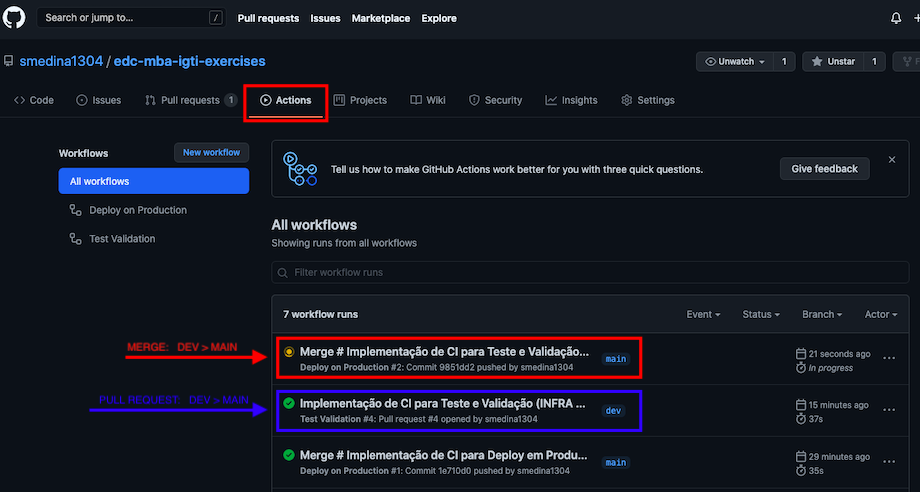 Search or jump to... /
Pull requests Issues Marketplace Explore
smedina1304 / edc-mba-igti-exercises
Unwatch 1 Unstar 1
Code Issues Pull requests 1 Actions Projects Wiki Security Insights Settings
Workflows New workflow
All workflows
Deploy on Production
Test Validation
Tell us how to make GitHub Actions work better for you with three quick questions. Give feedback
All workflows
Showing runs from all workflows
Filter workflow runs
7 workflow runs Event Status Branch Actor
MERGE: DEV > MAIN
Merge # Implementação de CI para Teste e Validação... main 21 seconds ago
Deploy on Production #2: Commit 9851dd2 pushed by smedina1304 In progress
PULL REQUEST: DEV > MAIN
Implementação de CI para Teste e Validação (INFRA ... dev 15 minutes ago
Test Validation #4: Pull request #4 opened by smedina1304 37s
Merge # Implementação de CI para Deploy em Produ... main 29 minutes ago
Deploy on Production #1: Commit 1e710d0 pushed by smedina1304 35s